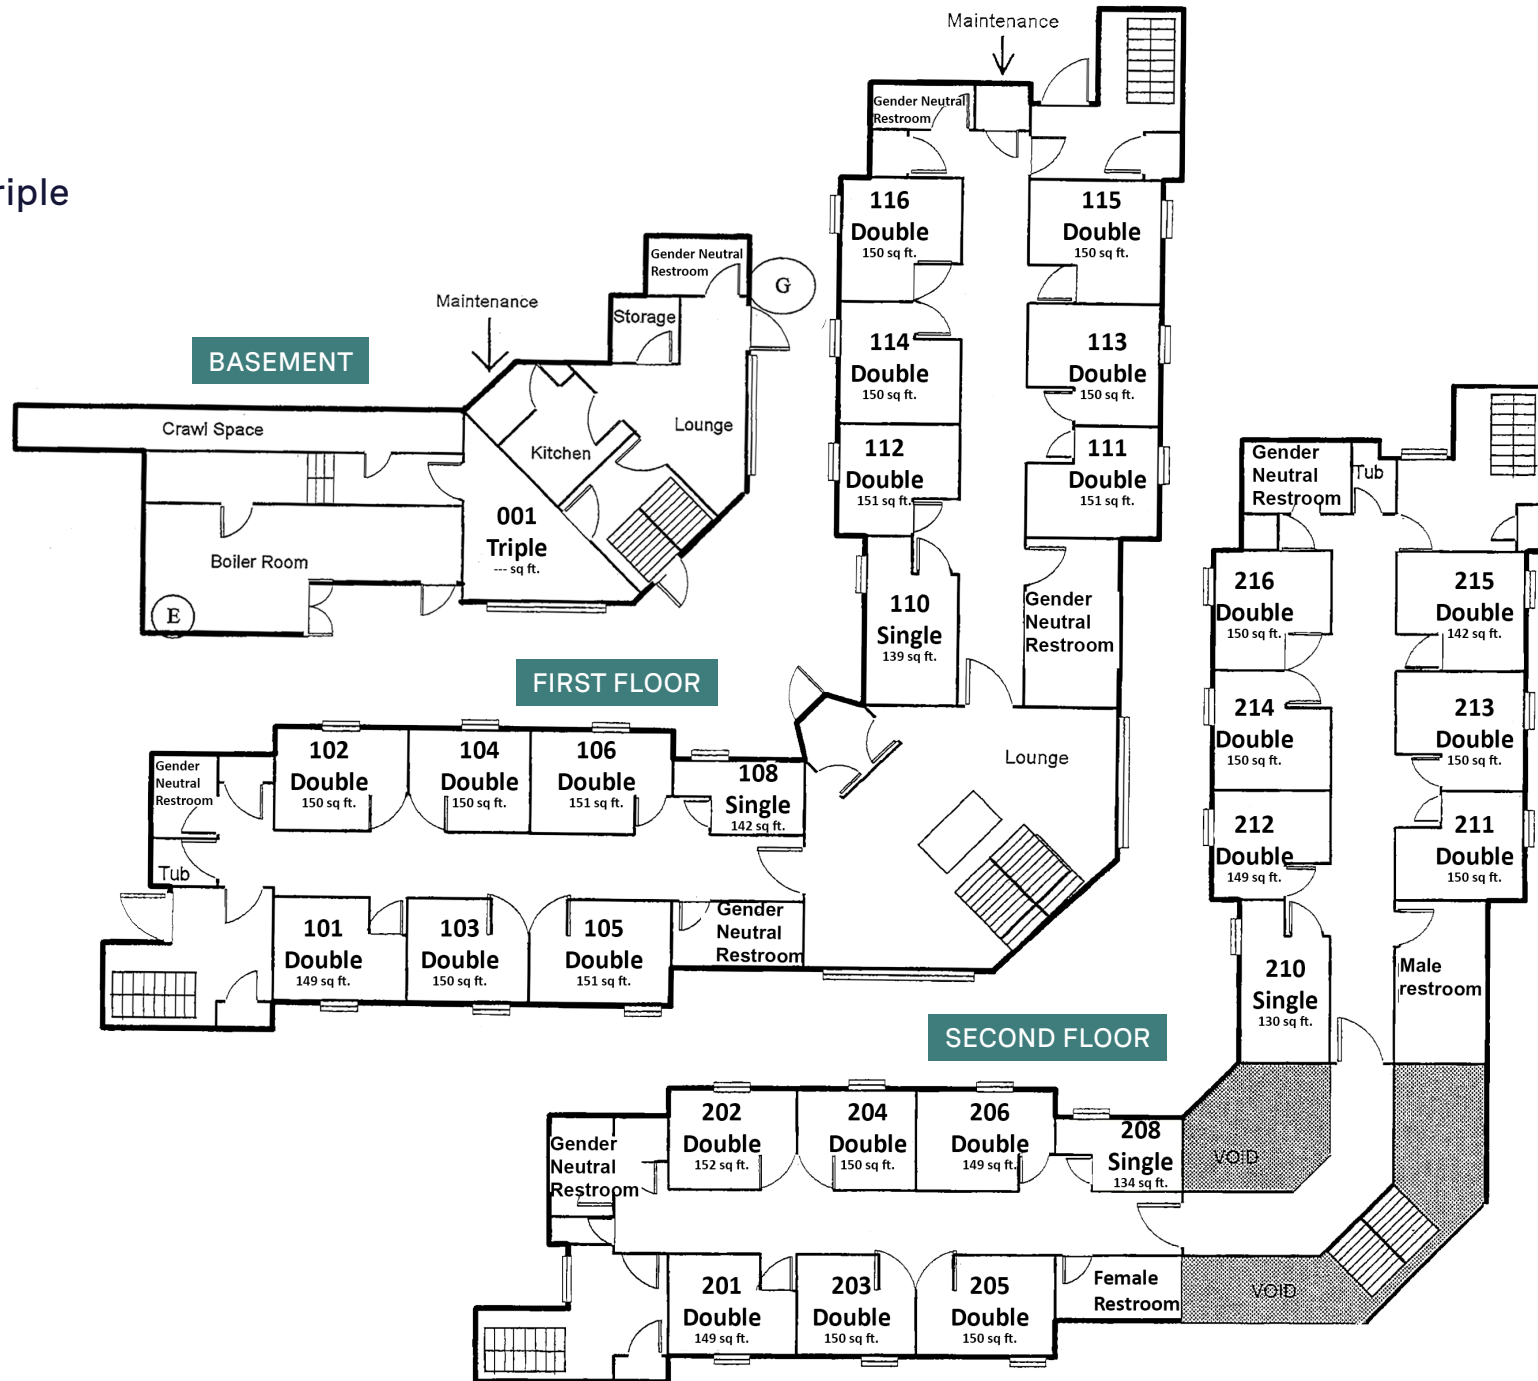 riple
BASEMENT
Maintenance
Gender Neutral
Restroom
G
Storage
Lounge
Kitchen
Crawl Space
001
Triple
--- sq ft.
Boiler Room
E
FIRST FLOOR
Maintenance
Gender Neutral
Restroom
116
Double
150 sq ft.
115
Double
150 sq ft.
114
Double
150 sq ft.
113
Double
150 sq ft.
112
Double
151 sq ft.
111
Double
151 sq ft.
110
Single
139 sq ft.
Gender
Neutral
Restroom
Lounge
102
Double
150 sq ft.
104
Double
150 sq ft.
106
Double
151 sq ft.
108
Single
142 sq ft.
Gender
Neutral
Restroom
Tub
101
Double
149 sq ft.
103
Double
150 sq ft.
105
Double
151 sq ft.
Gender
Neutral
Restroom
SECOND FLOOR
Gender
Neutral
Restroom
Tub
216
Double
150 sq ft.
215
Double
142 sq ft.
214
Double
150 sq ft.
213
Double
150 sq ft.
212
Double
149 sq ft.
211
Double
150 sq ft.
210
Single
130 sq ft.
Male
restroom
202
Double
152 sq ft.
204
Double
150 sq ft.
206
Double
149 sq ft.
208
Single
134 sq ft.
VOID
Gender
Neutral
Restroom
201
Double
149 sq ft.
203
Double
150 sq ft.
205
Double
150 sq ft.
Female
Restroom
VOID